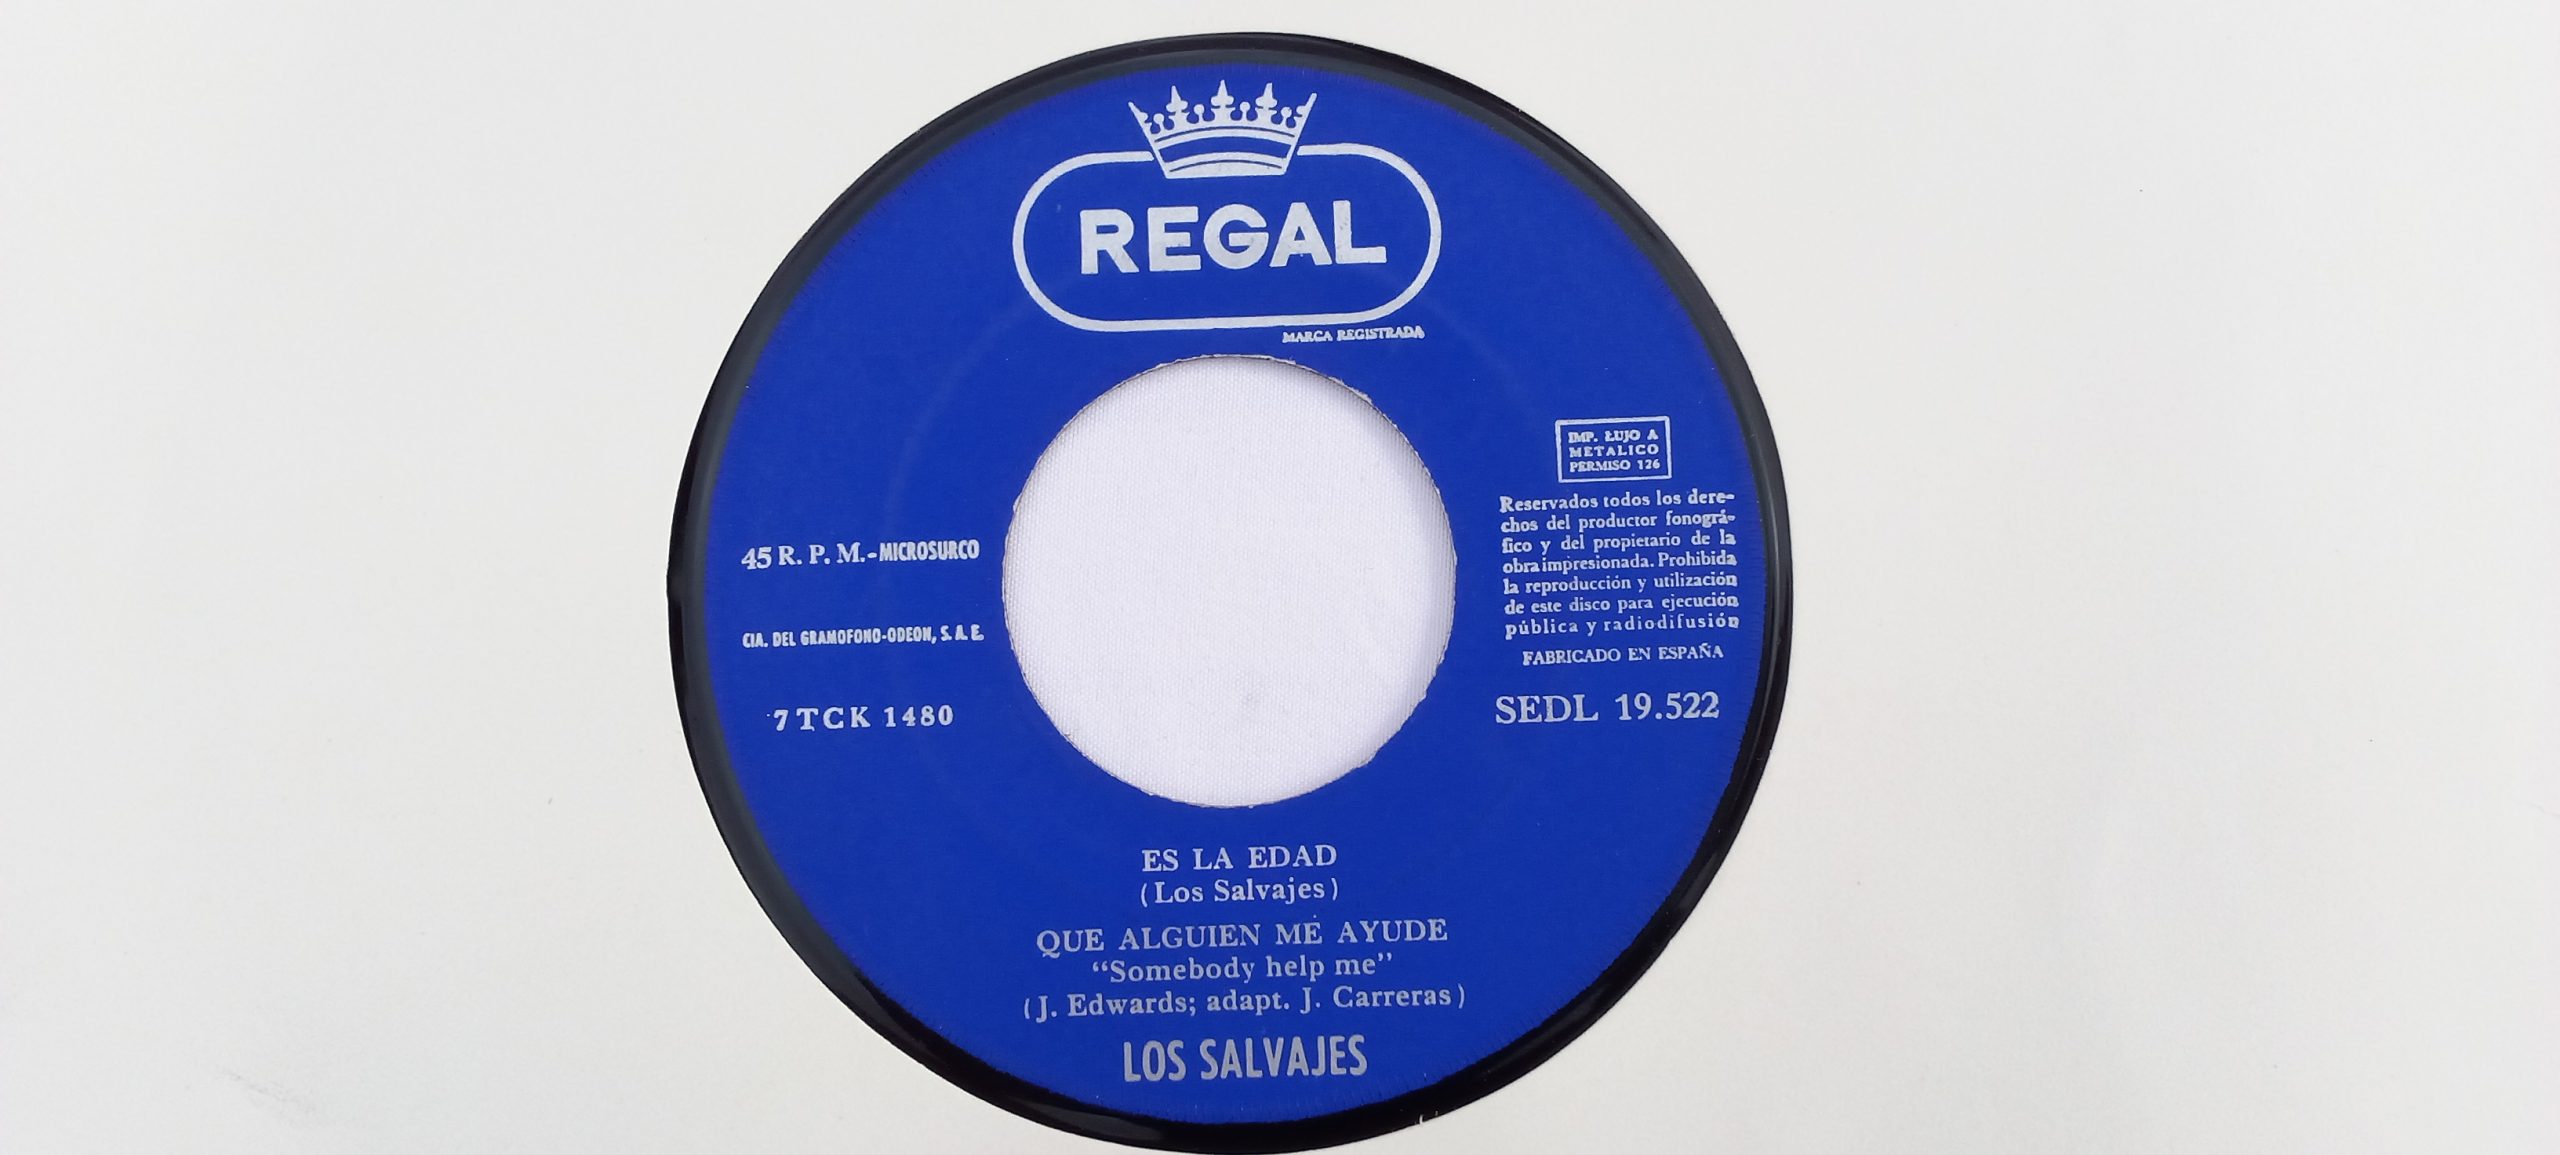 REGAL
MARCA REGISTRADA
IMP. LUJO A
METALICO
PERMISO 126
Reservados todos los dere-
chos del productor fonográ-
fico y del propietario de la
obra impresionada. Prohibida
la reproducción y utilización
de este disco para ejecución
pública y radiodifusión
FABRICADO EN ESPAÑA
SEDL 19.522
45 R. P. M.-MICROSURCO
CIA. DEL GRAMOFONO-ODEON, S. A. E.
7 TCK 1480
ES LA EDAD
(Los Salvajes)
QUE ALGUIEN ME AYUDE
“Somebody help me”
(J. Edwards; adapt. J. Carreras)
LOS SALVAJES